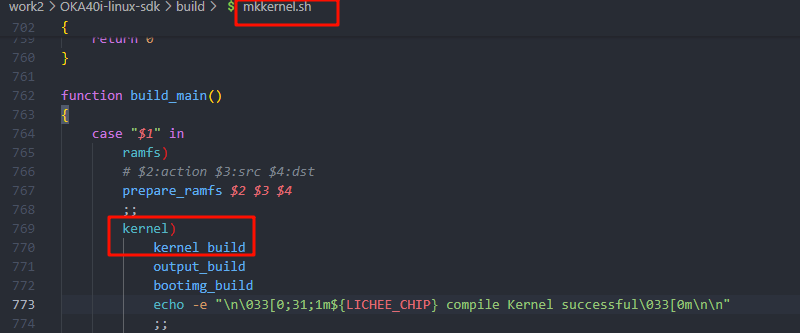 work2 > OKA40i-linux-sdk > build > $ mkkernel.sh
702 {
759 return 0
760 }
761
762 function build_main()
763 {
764 case "$1" in
765 ramfs)
766 # $2:action $3:src $4:dst
767 prepare_ramfs $2 $3 $4
768 ;;
769 kernel)
770 kernel_build
771 output_build
772 bootimg_build
773 echo -e "\n\033[0;31;1m${LICHEE_CHIP} compile Kernel successful\033[0m\n\n"
774 ;;